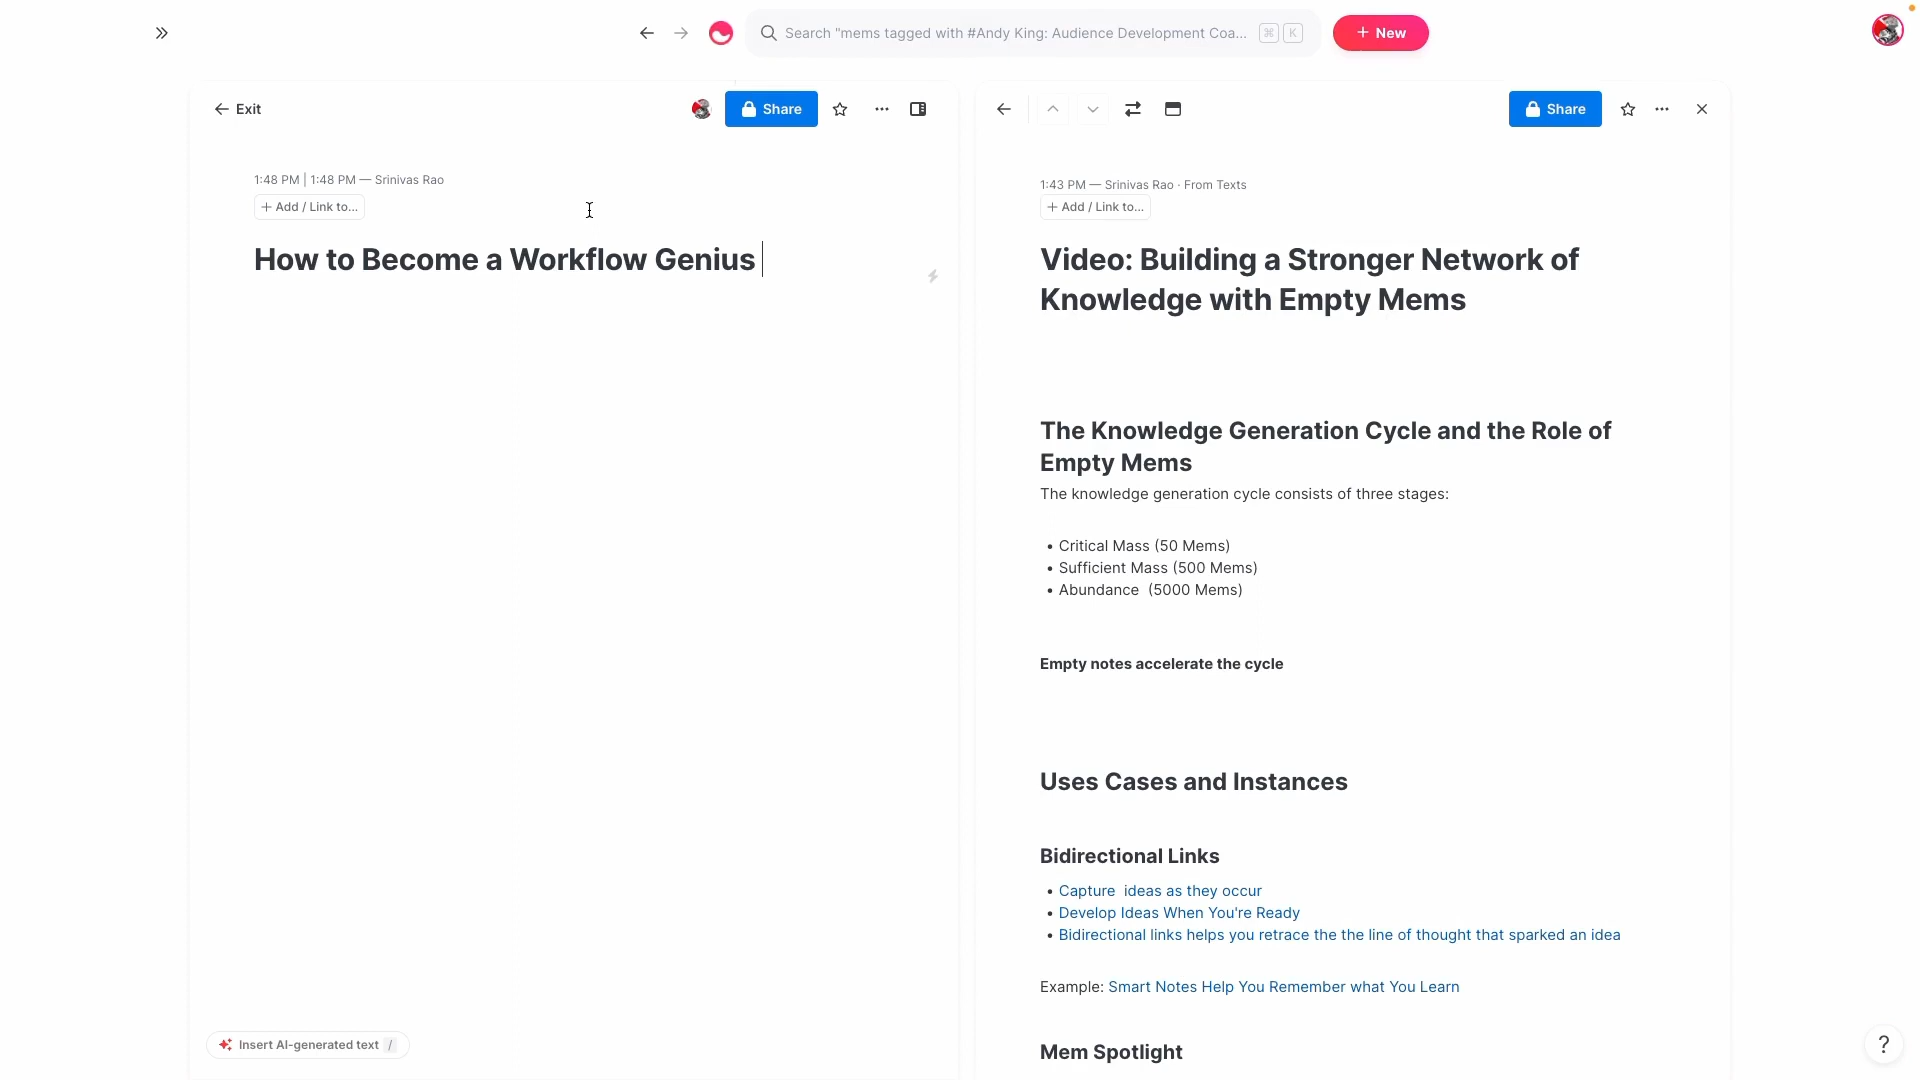 Search "mems tagged with #Andy King: Audience Development Coa... ⌘ K
+ New
Exit
Share
Share
1:48 PM | 1:48 PM — Srinivas Rao
+ Add / Link to...
How to Become a Workflow Genius
Insert AI-generated text /
1:43 PM — Srinivas Rao · From Texts
+ Add / Link to...
Video: Building a Stronger Network of
Knowledge with Empty Mems
The Knowledge Generation Cycle and the Role of
Empty Mems
The knowledge generation cycle consists of three stages:
• Critical Mass (50 Mems)
• Sufficient Mass (500 Mems)
• Abundance (5000 Mems)
Empty notes accelerate the cycle
Uses Cases and Instances
Bidirectional Links
• Capture ideas as they occur
• Develop Ideas When You're Ready
• Bidirectional links helps you retrace the the line of thought that sparked an idea
Example: Smart Notes Help You Remember what You Learn
Mem Spotlight
?